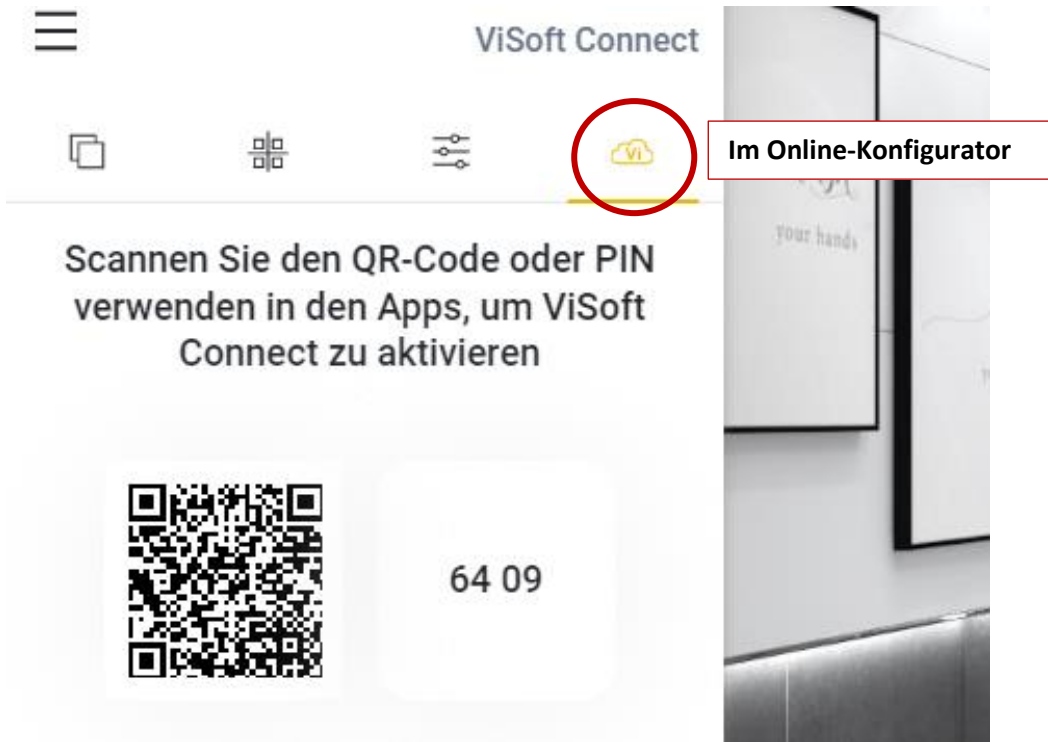 ViSoft Connect
Vi
Im Online-Konfigurator
your hands
Scannen Sie den QR-Code oder PIN
verwenden in den Apps, um ViSoft
Connect zu aktivieren
64 09